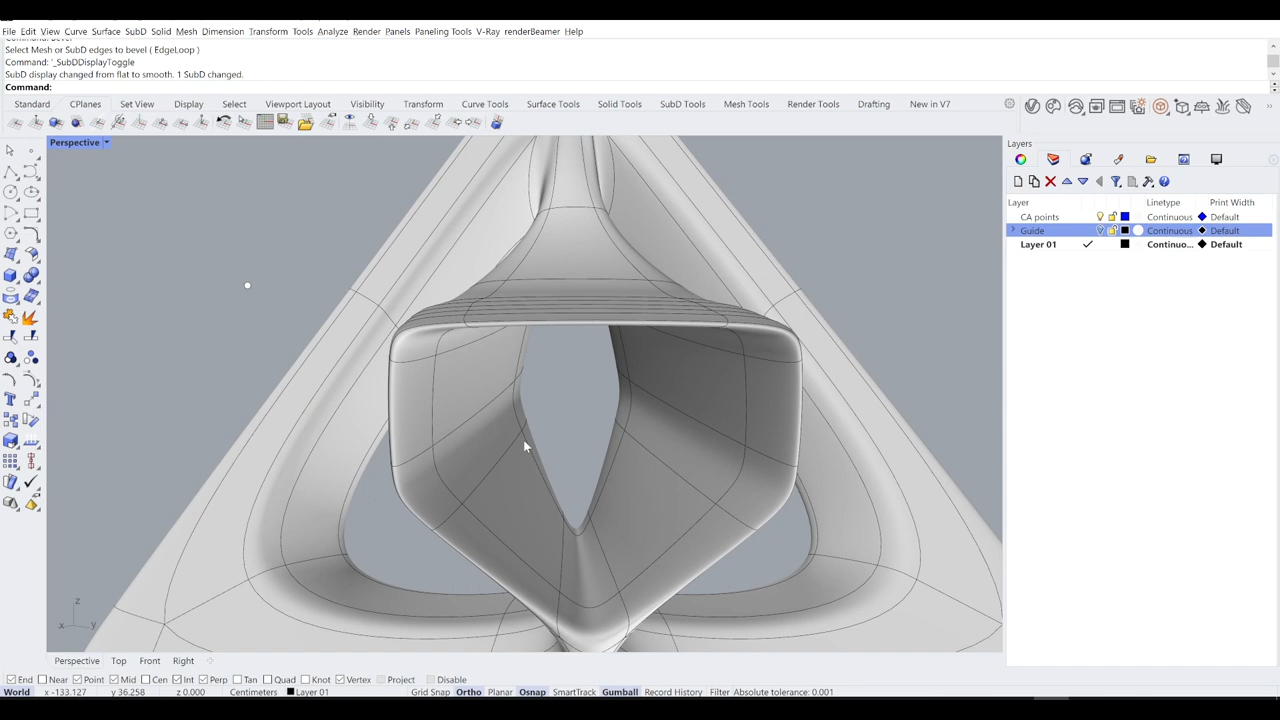 File Edit View Curve Surface SubD Solid Mesh Dimension Transform Tools Analyze Render Panels Paneling Tools V-Ray renderBeamer Help
Select Mesh or SubD edges to bevel ( EdgeLoop )
Command: '_SubDDisplayToggle
SubD display changed from flat to smooth. 1 SubD changed.
Command:
Standard CPlanes Set View Display Select Viewport Layout Visibility Transform Curve Tools Surface Tools Solid Tools SubD Tools Mesh Tools Render Tools Drafting New in V7
Perspective
Layers
Layer Linetype Print Width
CA points Continuous Default
Guide Continuous Default
Layer 01 Continuo... Default
z
x y
Perspective Top Front Right
End Near Point Mid Cen Int Perp Tan Quad Knot Vertex Project Disable
World x -133.127 y 36.258 z 0.000 Centimeters Layer 01 Grid Snap Ortho Planar Osnap SmartTrack Gumball Record History Filter Absolute tolerance: 0.001